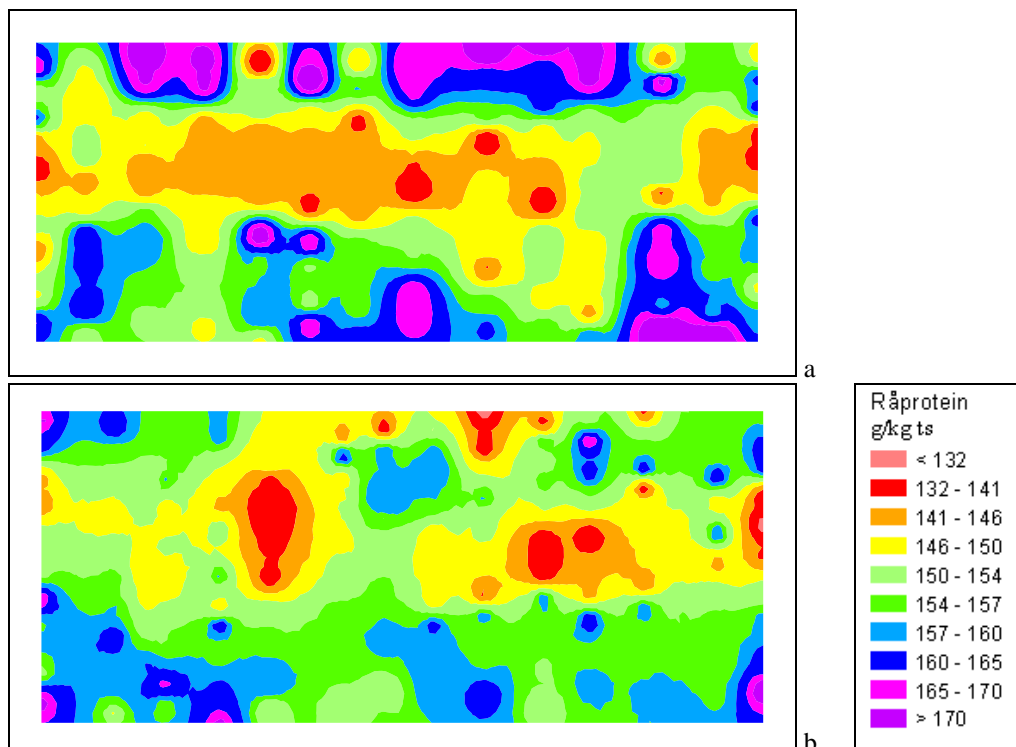 a
b
Råprotein
g/kg ts
< 132
132 - 141
141 - 146
146 - 150
150 - 154
154 - 157
157 - 160
160 - 165
165 - 170
> 170